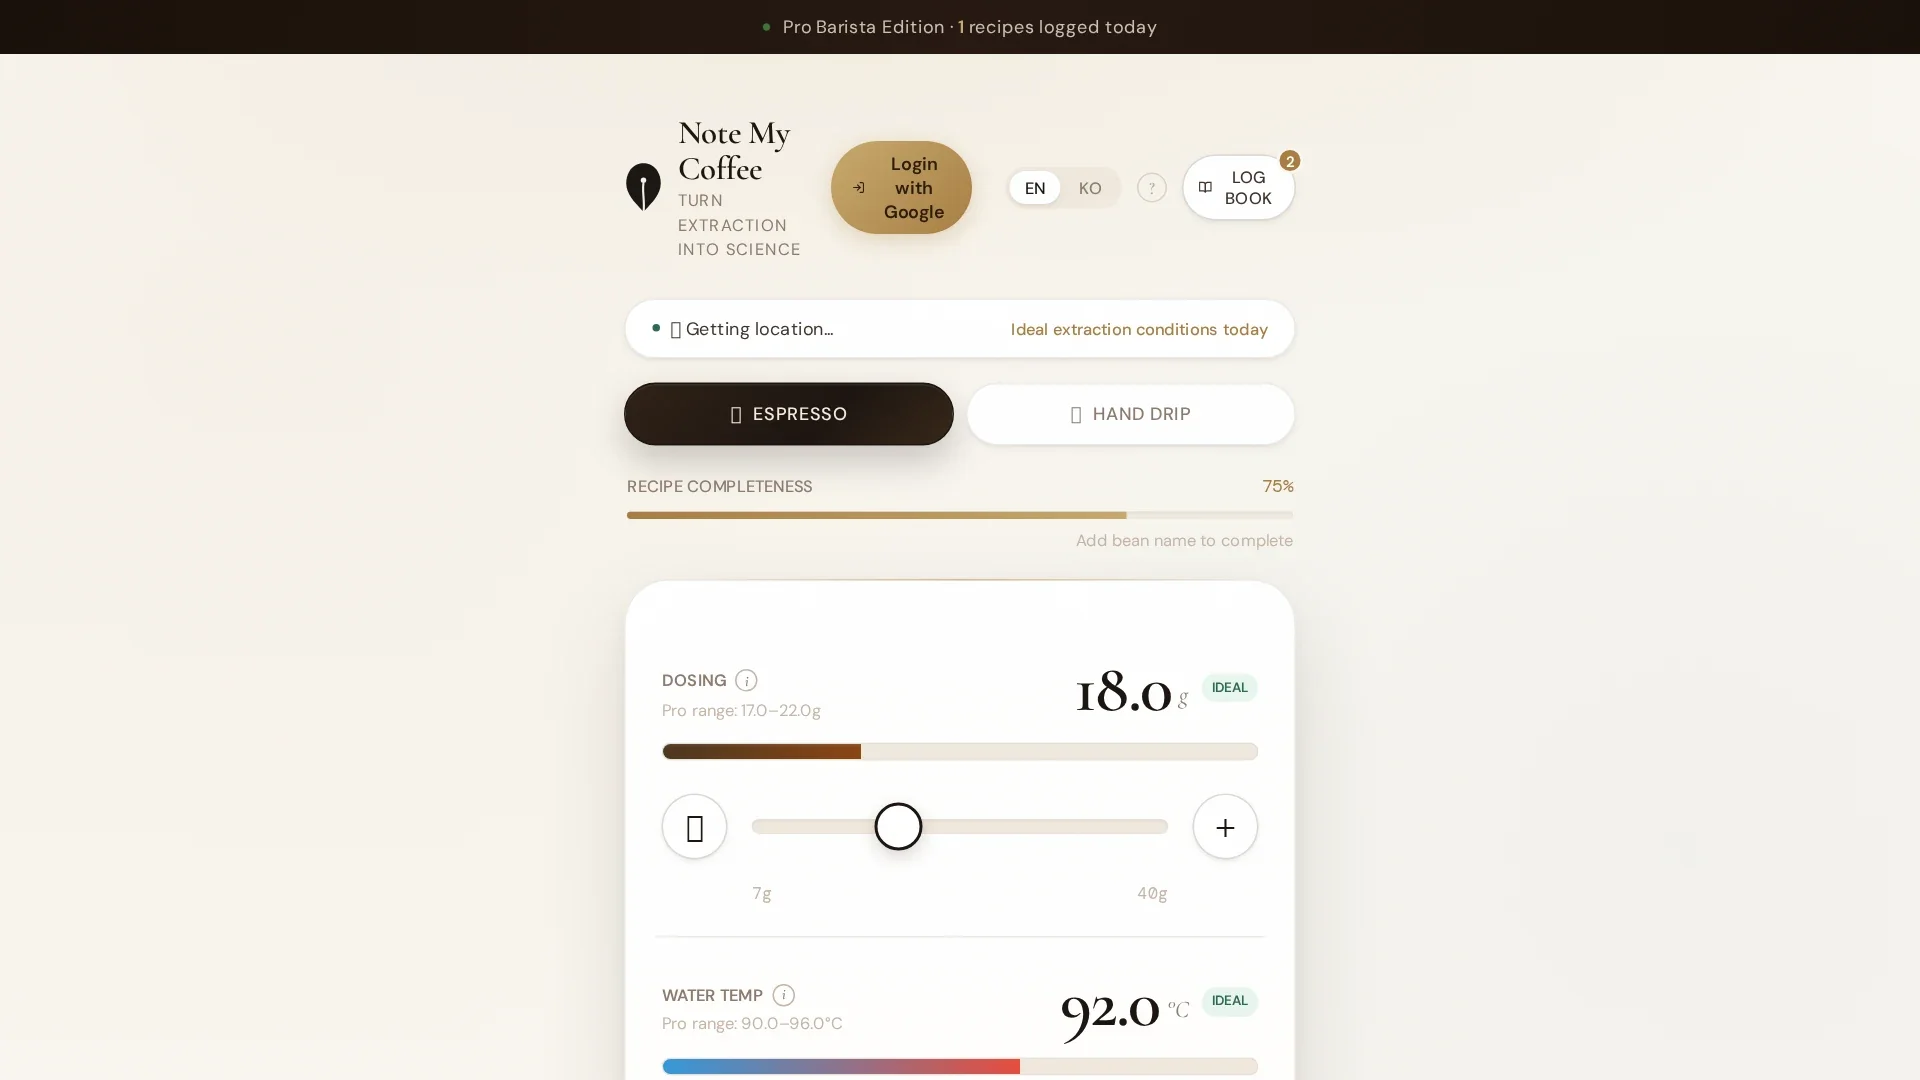 Pro Barista Edition · 1 recipes logged today
Note My
Coffee
TURN
EXTRACTION
INTO SCIENCE
Login
with
Google
EN
KO
?
LOG
BOOK
2
Getting location...
Ideal extraction conditions today
ESPRESSO
HAND DRIP
RECIPE COMPLETENESS
75%
Add bean name to complete
DOSING i
18.0 g
IDEAL
Pro range: 17.0–22.0g
+
7g
40g
WATER TEMP i
92.0 °C
IDEAL
Pro range: 90.0–96.0°C